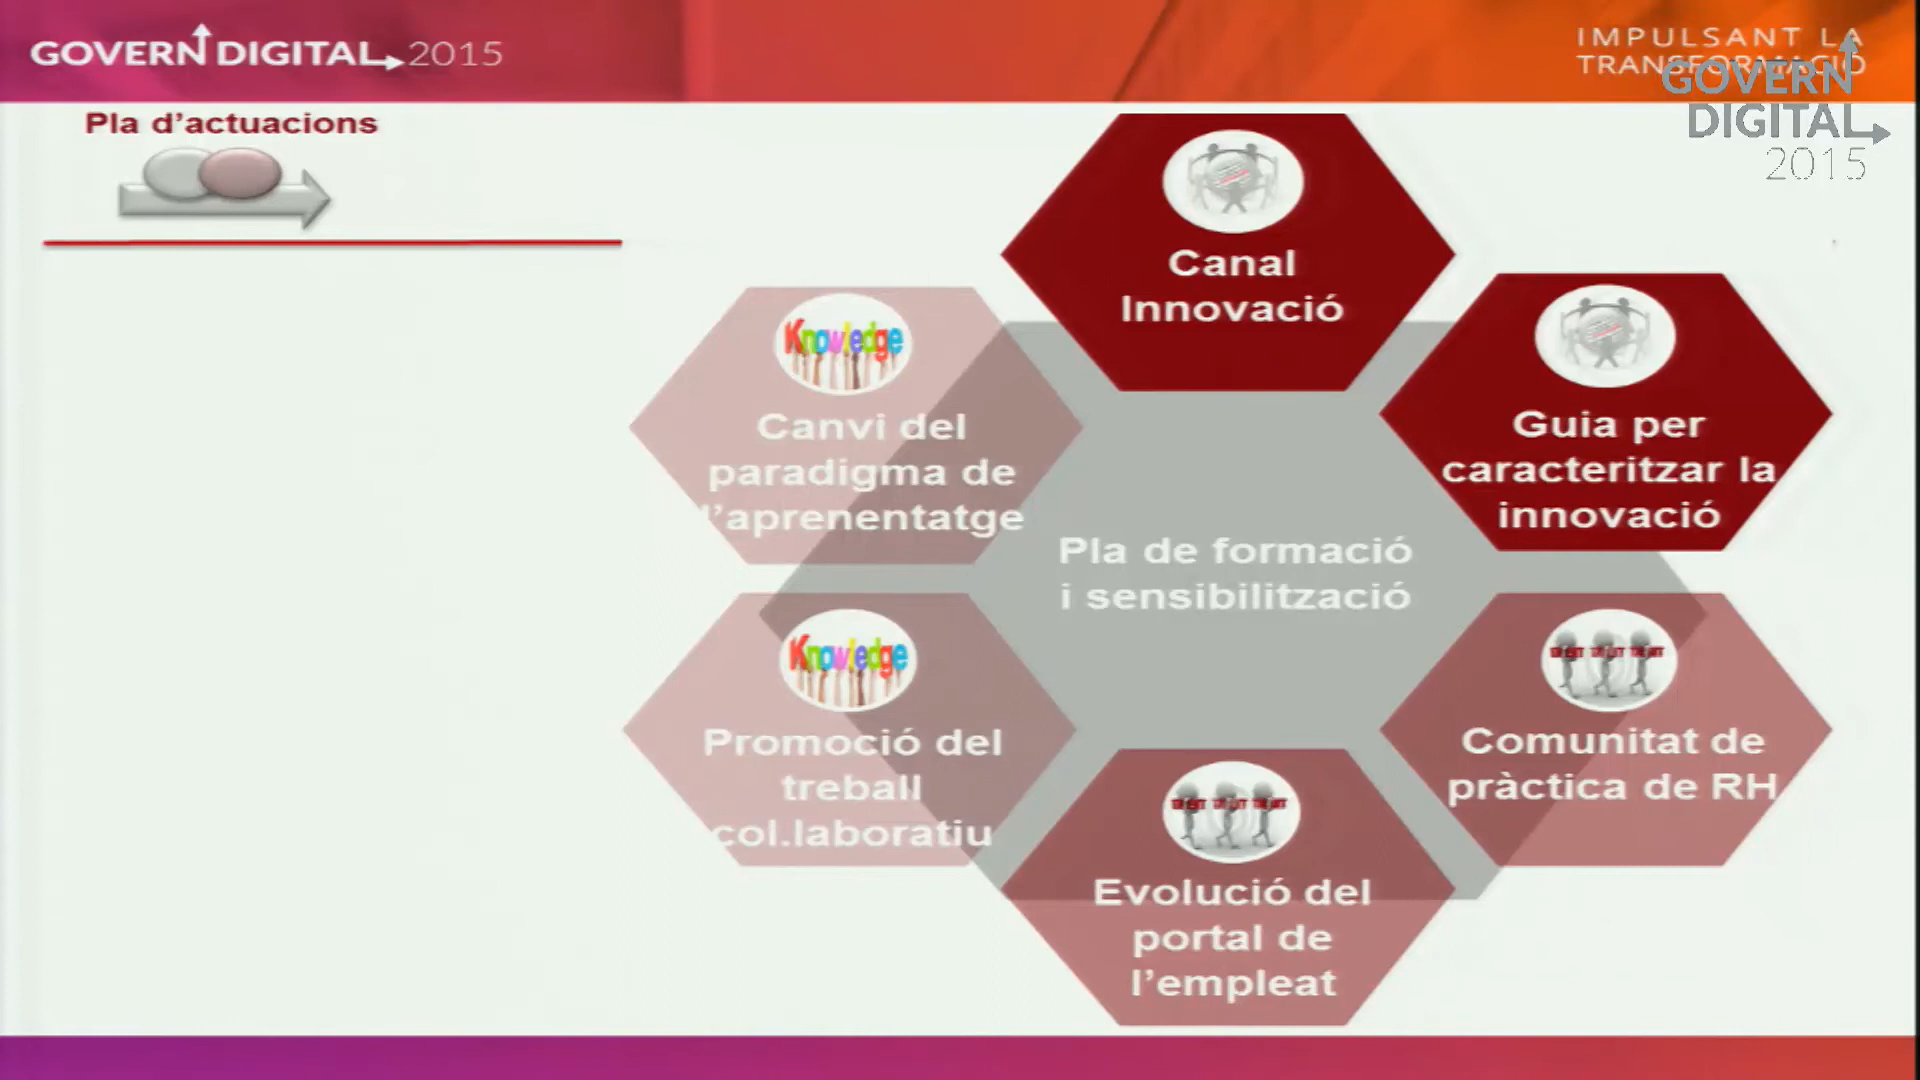 GOVERN DIGITAL 2015
IMPULSANT LA
TRANSFORMACIÓ
GOVERN
DIGITAL
2015
Pla d'actuacions
Canal
Innovació
Guia per
caracteritzar la
innovació
Comunitat de
pràctica de RH
Evolució del
portal de
l'empleat
Knowledge
Promoció del
treball
col.laboratiu
Knowledge
Canvi del
paradigma de
l'aprenentatge
Pla de formació
i sensibilització